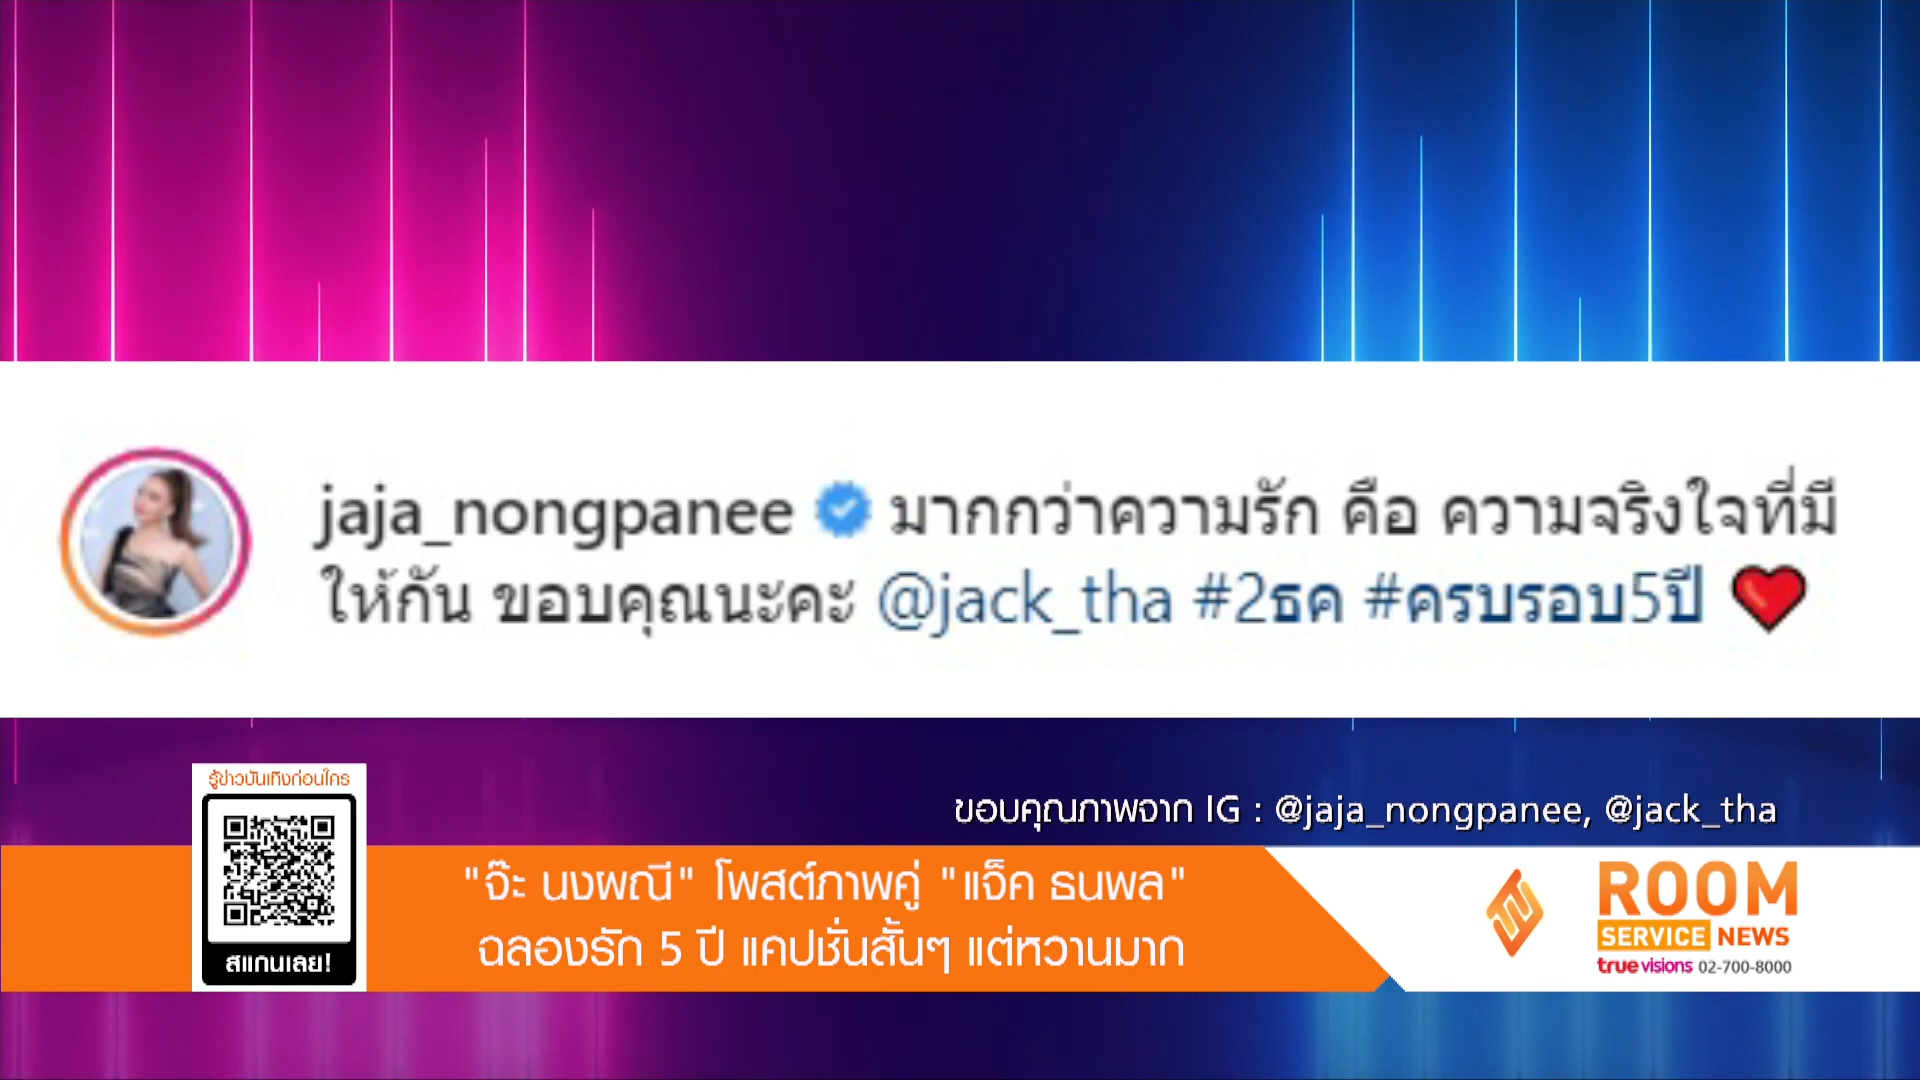 jaja_nongpanee มากกว่าความรัก คือ ความจริงใจที่มี
ให้กัน ขอบคุณนะคะ @jack_tha #2ธค #ครบรอบ5ปี
รู้ข่าวบันเทิงก่อนใคร
สแกนเลย!
ขอบคุณภาพจาก IG : @jaja_nongpanee, @jack_tha
"จ๊ะ นงผณี" โพสต์ภาพคู่ "แจ็ค ธนพล"
ฉลองรัก 5 ปี แคปชั่นสั้นๆ แต่หวานมาก
ROOM
SERVICE NEWS
truevisions 02-700-8000